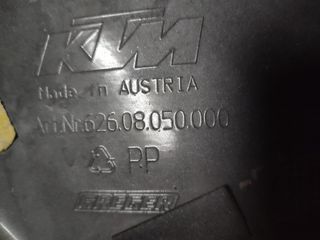 KTM
Made in AUSTRIA
Art.Nr.626.08.050.000
PP